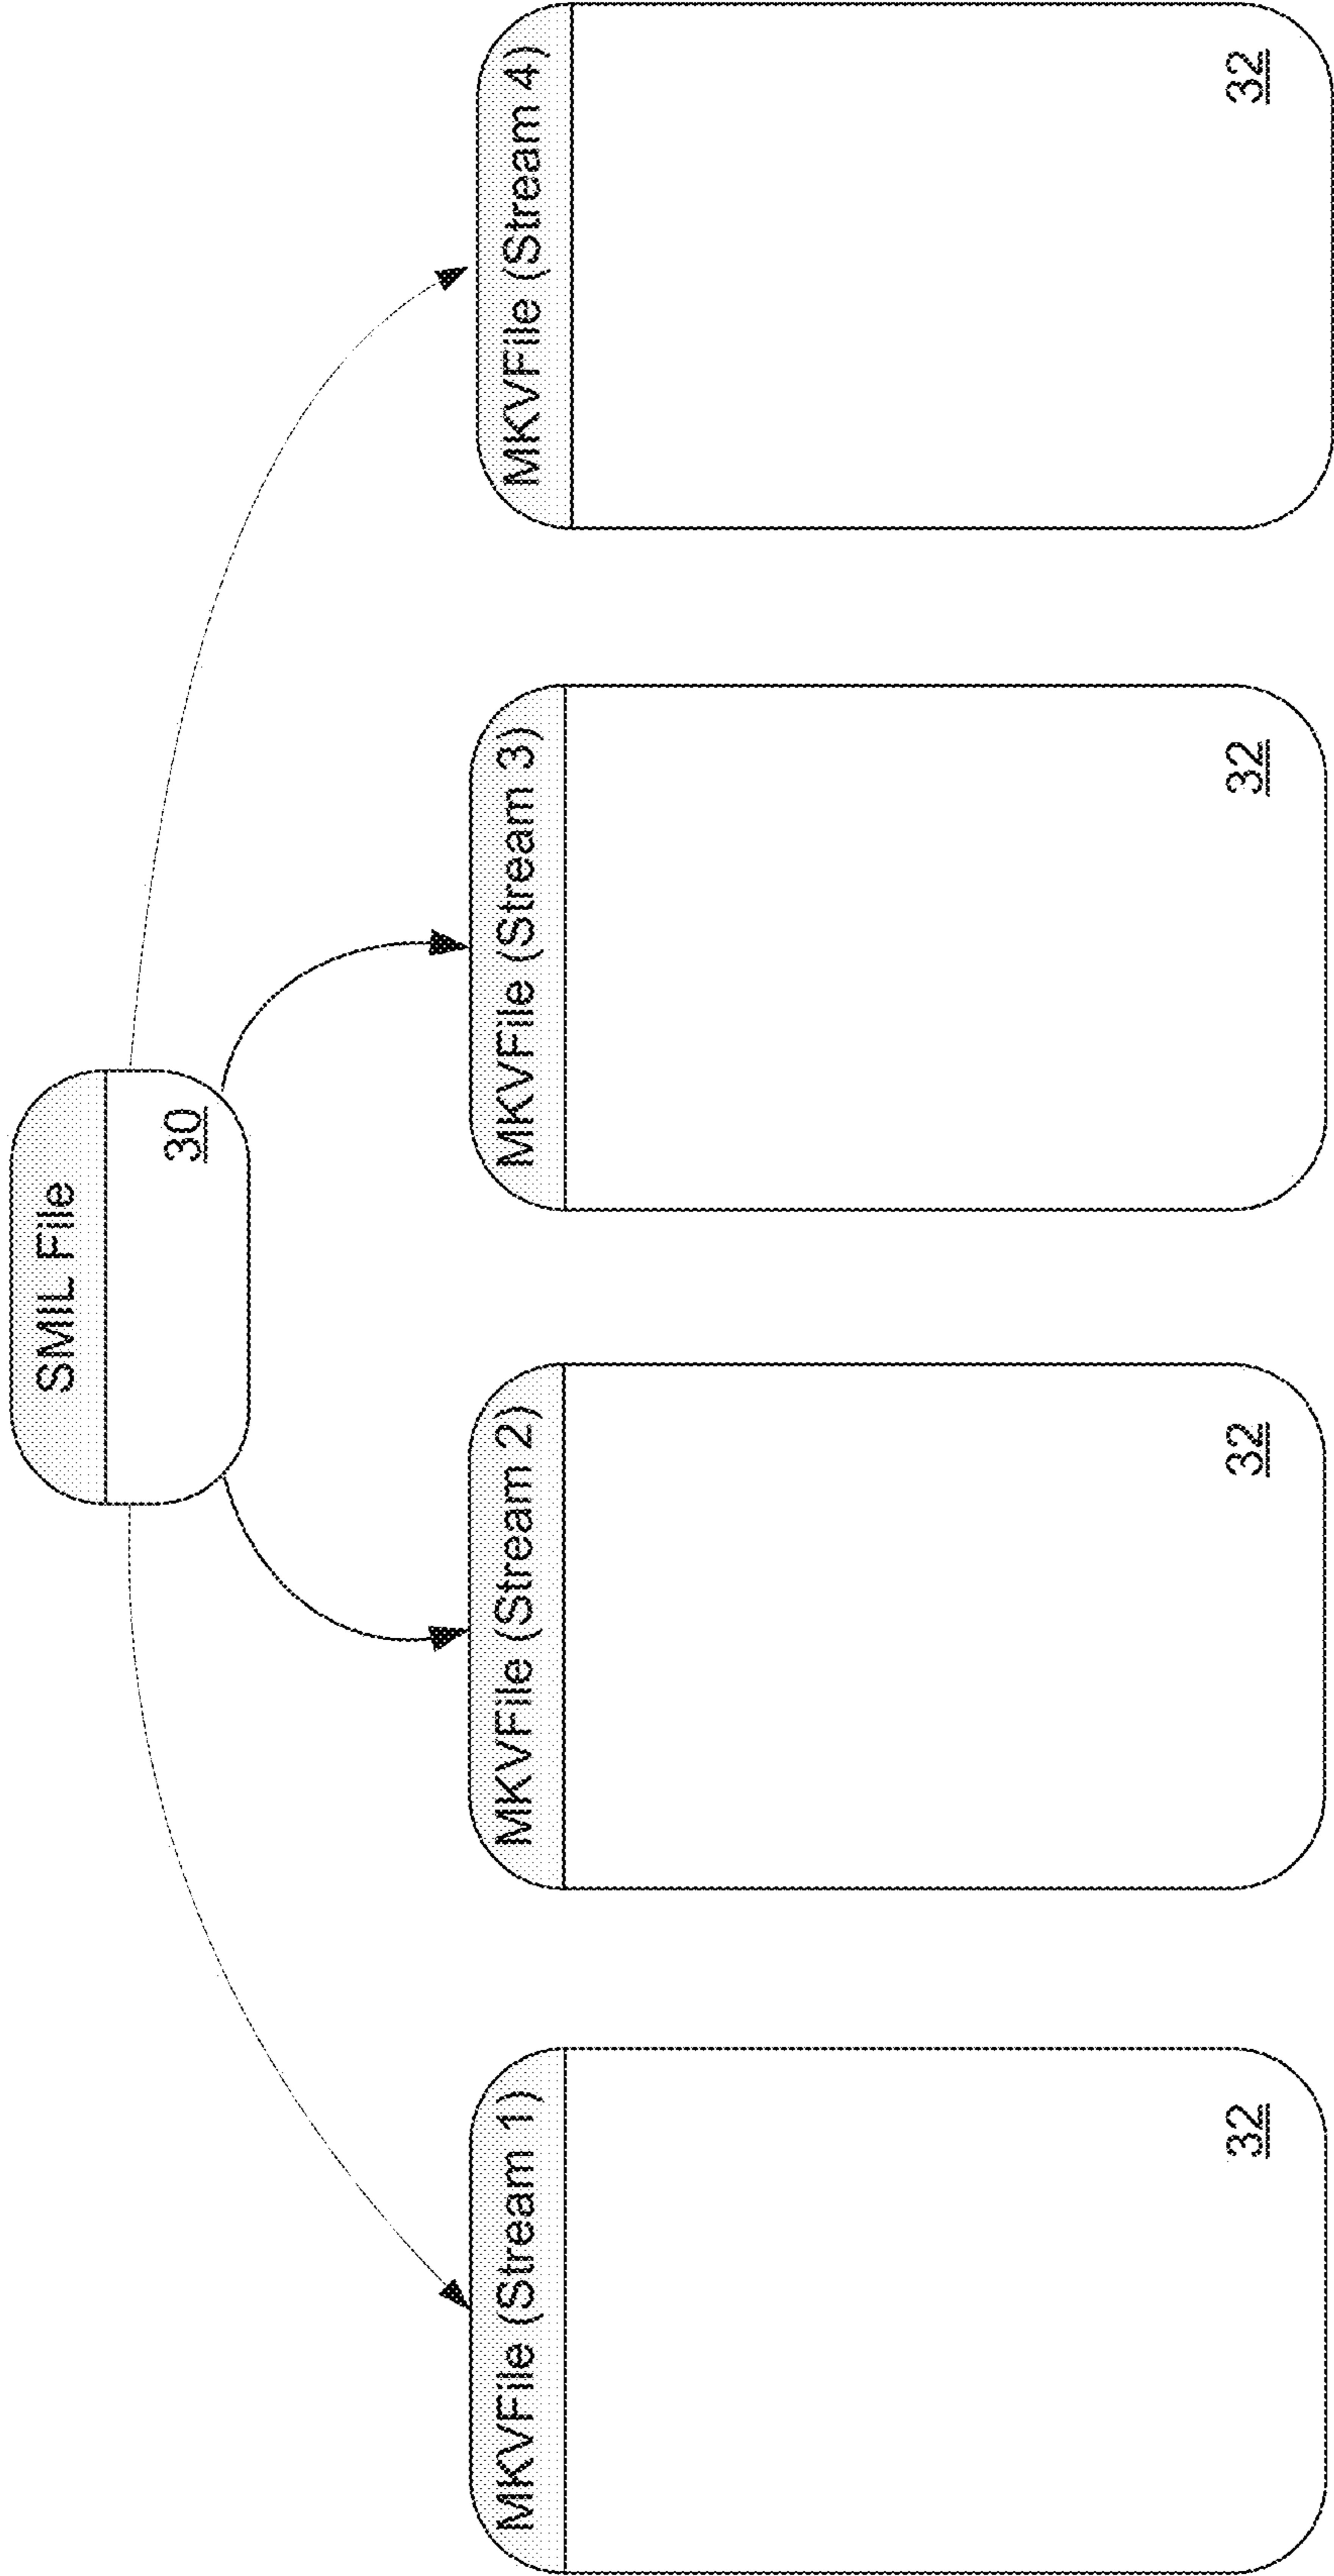 SMIL File
30
MKVFile (Stream 1)
32
MKVFile (Stream 2)
32
MKVFile (Stream 3)
32
MKVFile (Stream 4)
32